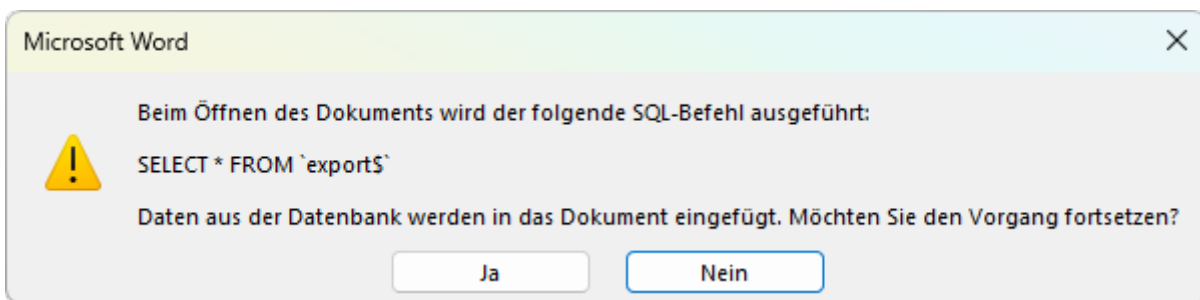 Microsoft Word
Beim Öffnen des Dokuments wird der folgende SQL-Befehl ausgeführt:
SELECT * FROM `export$`
Daten aus der Datenbank werden in das Dokument eingefügt. Möchten Sie den Vorgang fortsetzen?
Ja
Nein